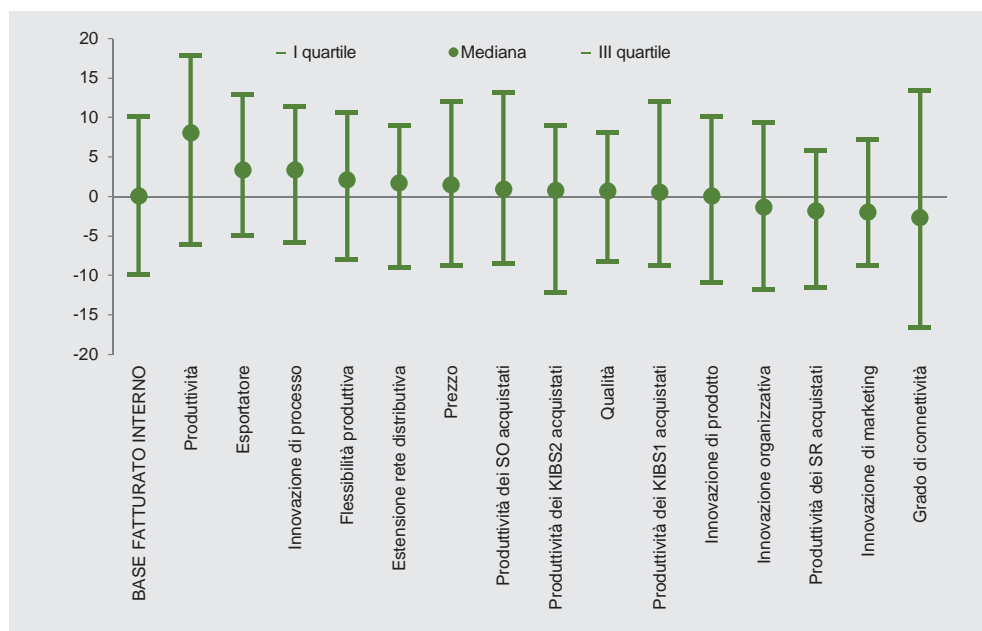 I quartile
Mediana
III quartile
20
15
10
5
0
-5
-10
-15
-20
BASE FATTURATO INTERNO
Produttività
Esportatore
Innovazione di processo
Flessibilità produttiva
Estensione rete distributiva
Prezzo
Produttività dei SO acquistati
Produttività dei KIBS2 acquistati
Qualità
Produttività dei KIBS1 acquistati
Innovazione di prodotto
Innovazione organizzativa
Produttività dei SR acquistati
Innovazione di marketing
Grado di connettività